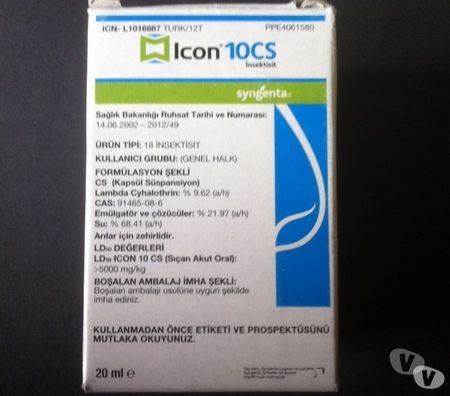 ICN- L1016887 TURK/12T PPE4061580
Icon® 10CS
İnsektisit
syngenta
Sağlık Bakanlığı Ruhsat Tarihi ve Numarası:
14.06.2002 – 2012/49
ÜRÜN TİPİ: 18 İNSEKTİSİT
KULLANICI GRUBU: (GENEL HALK)
FORMÜLASYON ŞEKLİ
CS (Kapsül Süspansiyon)
Lambda Cyhalothrin: % 9.62 (a/h)
CAS: 91465-08-6
Emülgatör ve çözücüler: % 21.97 (a/h)
Su: % 68.41 (a/h)
Arılar için zehirlidir.
LD50 DEĞERLERİ
LD50 ICON 10 CS (Sıçan Akut Oral):
>5000 mg/kg
BOŞALAN AMBALAJ İMHA ŞEKLİ:
Boşalan ambalajı usulüne uygun şekilde
imha ediniz.
KULLANMADAN ÖNCE ETİKETİ VE PROSPEKTÜSÜNÜ
MUTLAKA OKUYUNUZ.
20 ml e